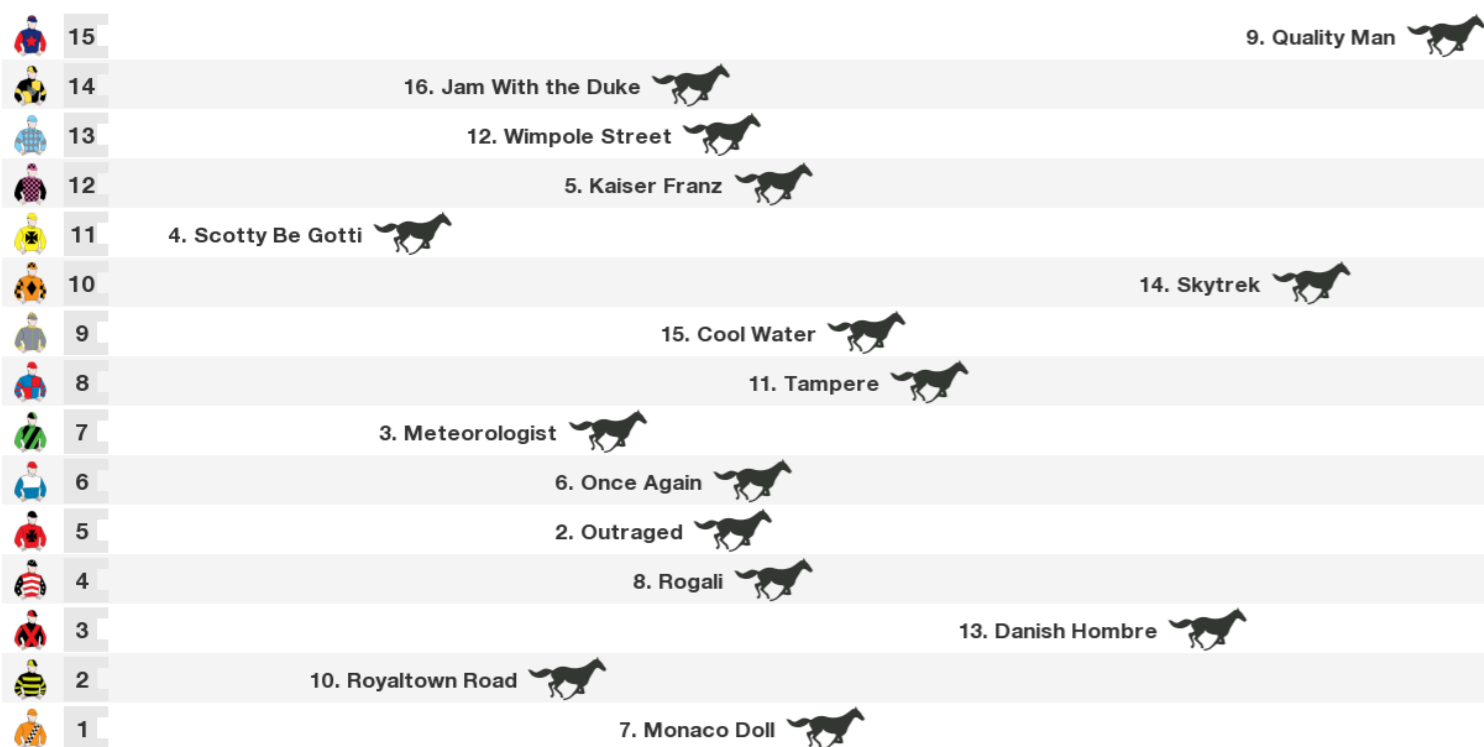 15 9. Quality Man
14 16. Jam With the Duke
13 12. Wimpole Street
12 5. Kaiser Franz
11 4. Scotty Be Gotti
10 14. Skytrek
9 15. Cool Water
8 11. Tampere
7 3. Meteorologist
6 6. Once Again
5 2. Outraged
4 8. Rogali
3 13. Danish Hombre
2 10. Royaltown Road
1 7. Monaco Doll